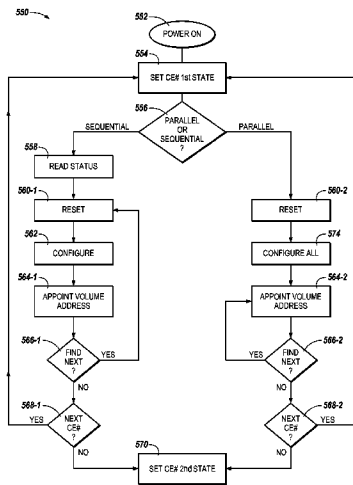 550
552
POWER ON
554
SET CE# 1st STATE
556
PARALLEL
OR
SEQUENTIAL
?
SEQUENTIAL
PARALLEL
558
READ STATUS
560-1
RESET
560-2
RESET
562
CONFIGURE
574
CONFIGURE ALL
564-1
APPOINT VOLUME
ADDRESS
564-2
APPOINT VOLUME
ADDRESS
566-1
FIND
NEXT
?
YES
NO
566-2
FIND
NEXT
?
YES
NO
568-1
NEXT
CE#
?
YES
NO
568-2
NEXT
CE#
?
YES
NO
570
SET CE# 2nd STATE